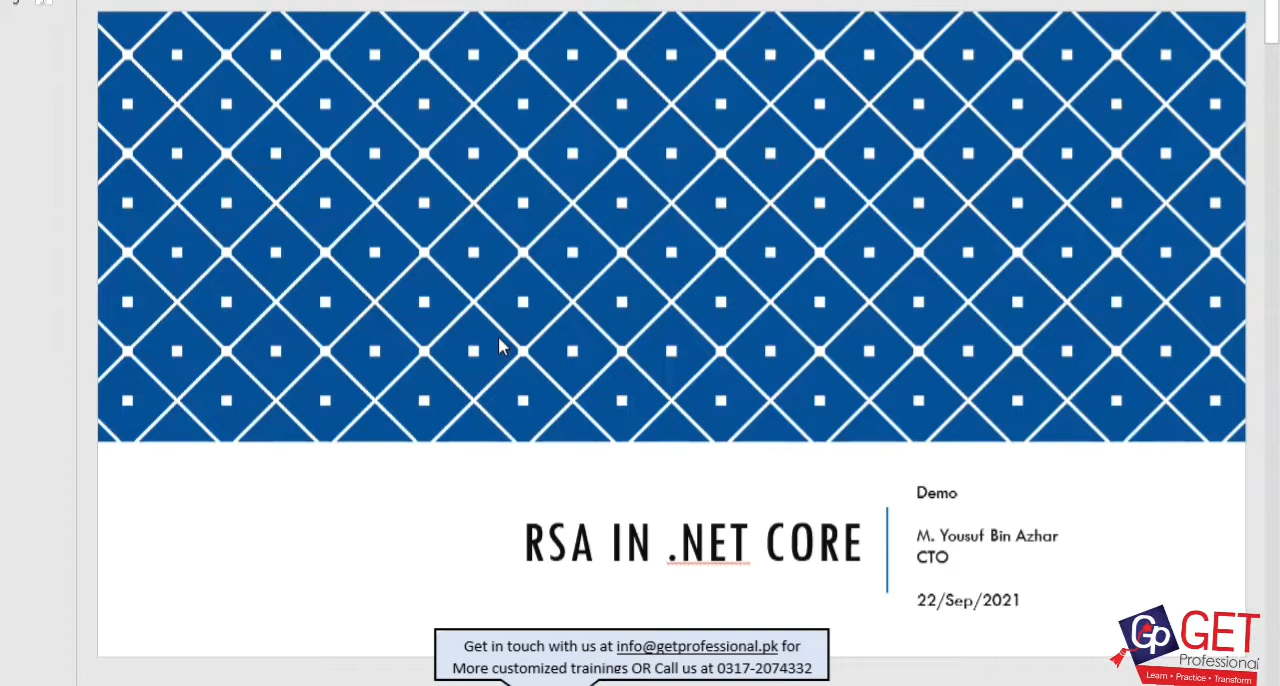 RSA IN .NET CORE
Demo
M. Yousuf Bin Azhar
CTO
22/Sep/2021
Get in touch with us at info@getprofessional.pk for
More customized trainings OR Call us at 0317-2074332
Gp GET
Professional
Learn • Practice • Transform